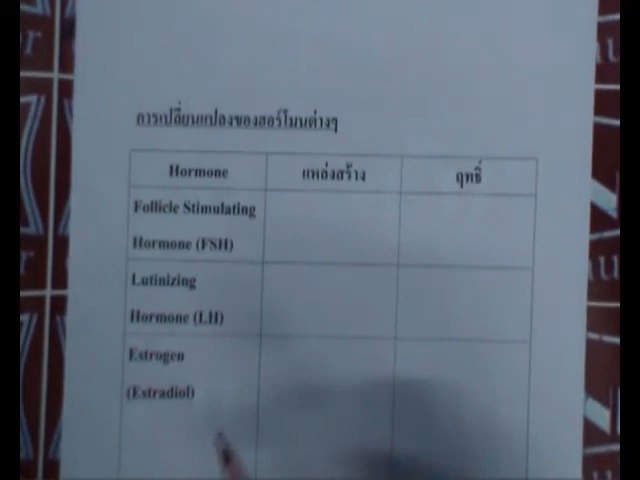 การเปลี่ยนแปลงของฮอร์โมนต่างๆ
Hormone แหล่งสร้าง ฤทธิ์
Follicle Stimulating
Hormone (FSH)
Lutinizing
Hormone (LH)
Estrogen
(Estradiol)